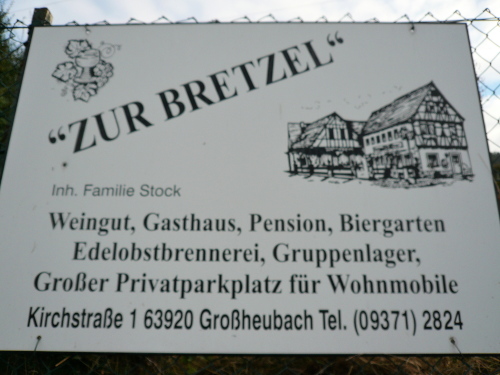 "ZUR BRETZEL"
Inh. Familie Stock
Weingut, Gasthaus, Pension, Biergarten
Edelobstbrennerei, Gruppenlager,
Großer Privatparkplatz für Wohnmobile
Kirchstraße 1 63920 Großheubach Tel. (09371) 2824